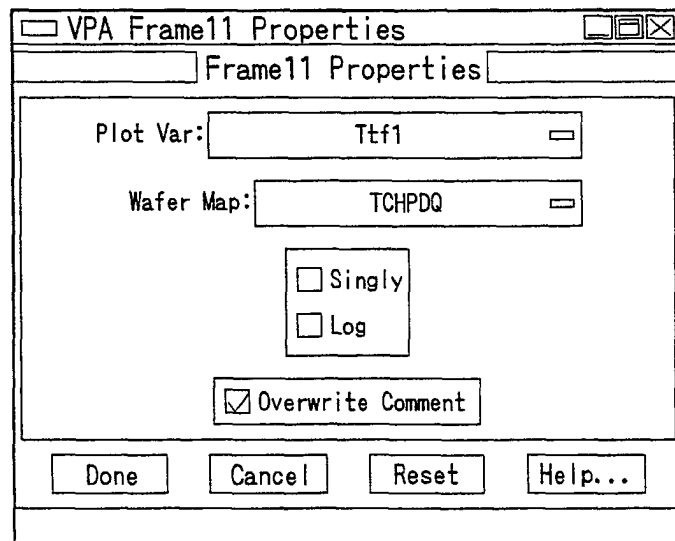 VPA Frame11 Properties
Frame11 Properties
Plot Var: Ttf1
Wafer Map: TCHPDQ
Singly
Log
Overwrite Comment
Done Cancel Reset Help...